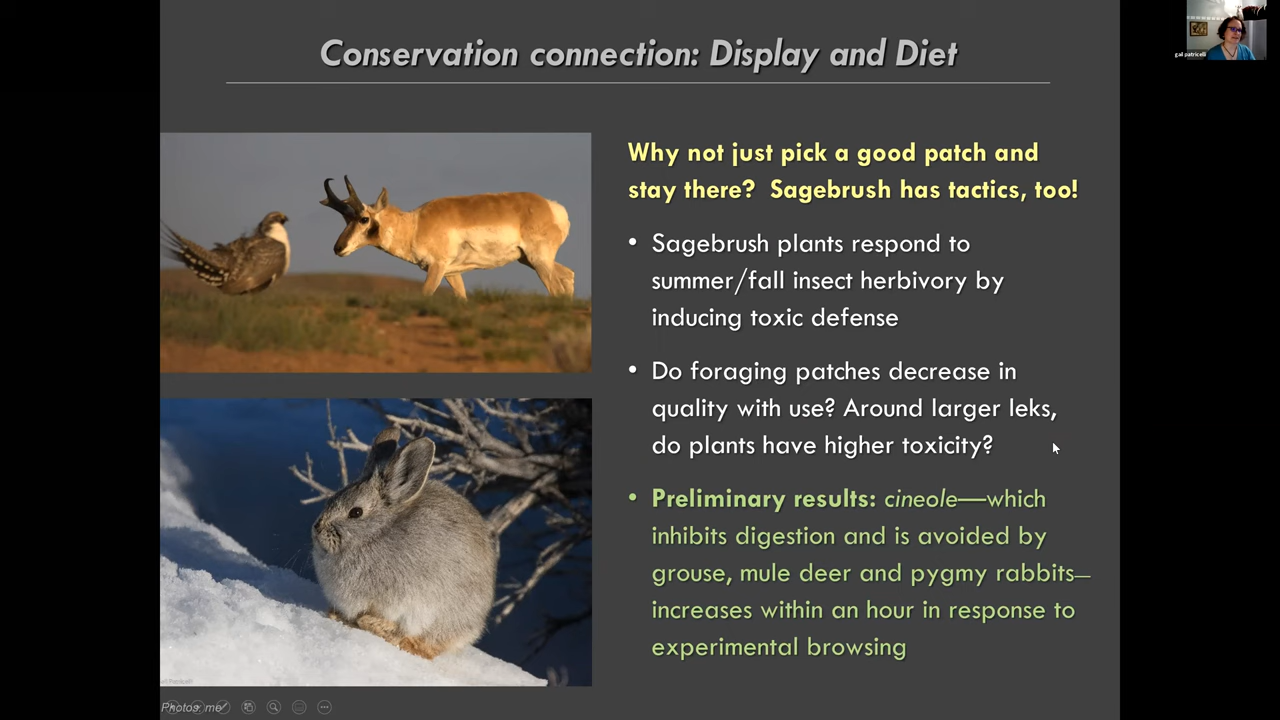 Conservation connection: Display and Diet
gail patricelli
Why not just pick a good patch and
stay there? Sagebrush has tactics, too!
• Sagebrush plants respond to
summer/fall insect herbivory by
inducing toxic defense
• Do foraging patches decrease in
quality with use? Around larger leks,
do plants have higher toxicity?
• Preliminary results: cineole—which
inhibits digestion and is avoided by
grouse, mule deer and pygmy rabbits—
increases within an hour in response to
experimental browsing
Photos: me